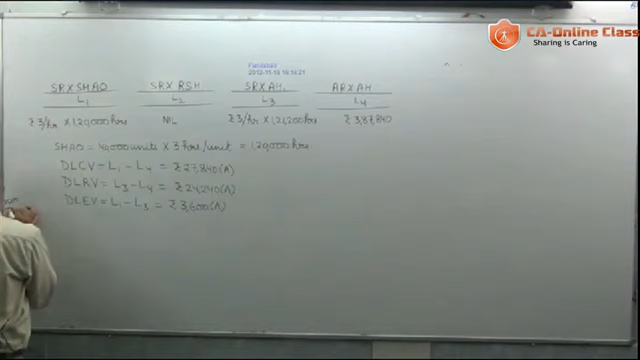 CA-Online Class
Sharing is Caring
SR X SHAO SR X RSH SR X AH AR X AH
L1 L2 L3 L4
₹ 3/hr X 1,20,000 hrs NIL ₹ 3/hr X 1,21,200 hrs ₹ 3,87,840
SHAO = 40,000 units X 3 hrs/unit = 1,20,000 hrs
DLCV = L1 - L4 = ₹ 27,840 (A)
DLRV = L3 - L4 = ₹ 24,240 (A)
DLEV = L1 - L3 = ₹ 3,600 (A)